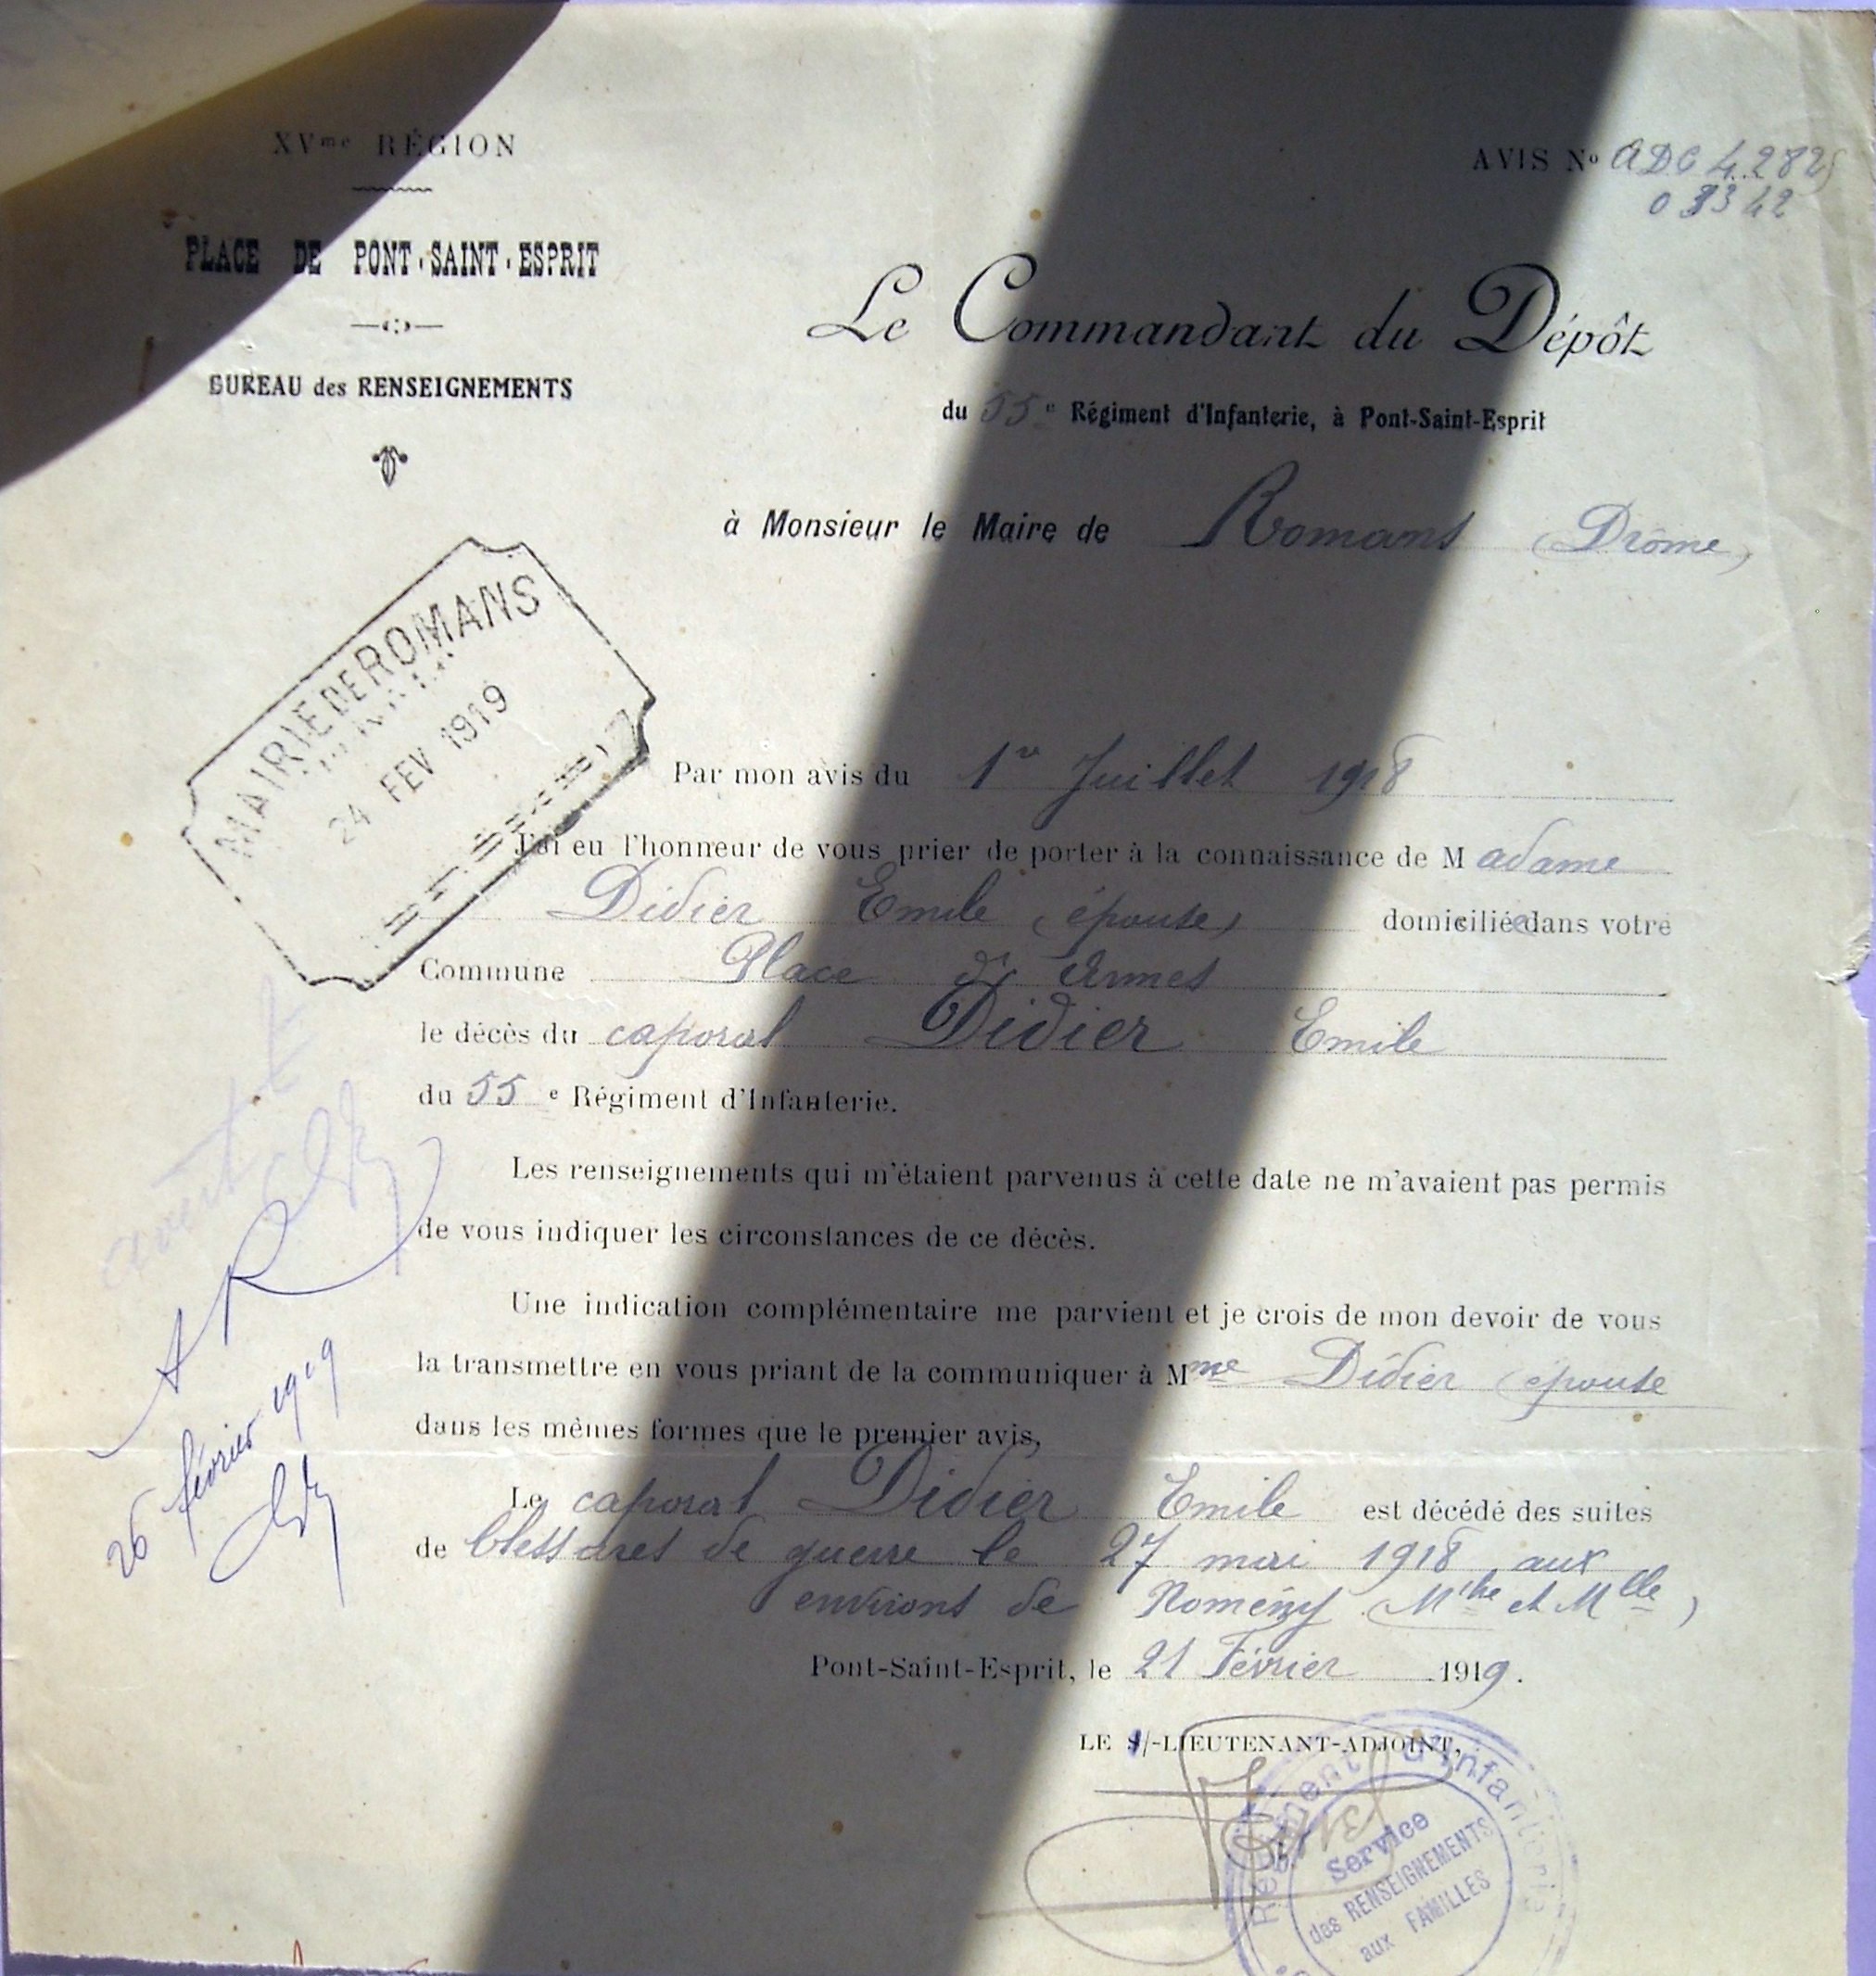 XVme RÉGION
PLACE DE PONT-SAINT-ESPRIT
BUREAU des RENSEIGNEMENTS
AVIS No ADC 4.282
Le Commandant du Dépôt
du 55e Régiment d'Infanterie, à Pont-Saint-Esprit
à Monsieur le Maire de Romans (Drôme)
MAIRIE DE ROMANS
24 FEV 1919
Par mon avis du 1er Juillet 1918
J'ai eu l'honneur de vous prier de porter à la connaissance de Madame
Didier Emile (épouse) domiciliée dans votre
Commune Place d'Armes
le décès du caporal Didier Emile
du 55e Régiment d'Infanterie.
Les renseignements qui m'étaient parvenus à cette date ne m'avaient pas permis
de vous indiquer les circonstances de ce décès.
Une indication complémentaire me parvient et je crois de mon devoir de vous
la transmettre en vous priant de la communiquer à Mme Didier (épouse
dans les mêmes formes que le premier avis.
Le caporal Didier Emile est décédé des suites
de blessures de guerre le 27 mai 1918 aux
environs de Nomény (Mthe et Mlle)
Pont-Saint-Esprit, le 21 Février 1919.
LE S/-LIEUTENANT-ADJOINT,
26 février 1919
Régiment d'Infanterie
Service
des RENSEIGNEMENTS
aux FAMILLES